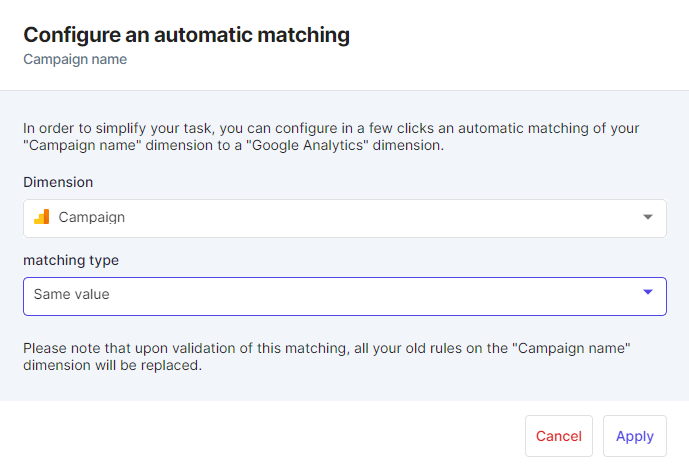 Configure an automatic matching
Campaign name
In order to simplify your task, you can configure in a few clicks an automatic matching of your
"Campaign name" dimension to a "Google Analytics" dimension.
Dimension
Campaign
matching type
Same value
Please note that upon validation of this matching, all your old rules on the "Campaign name"
dimension will be replaced.
Cancel
Apply